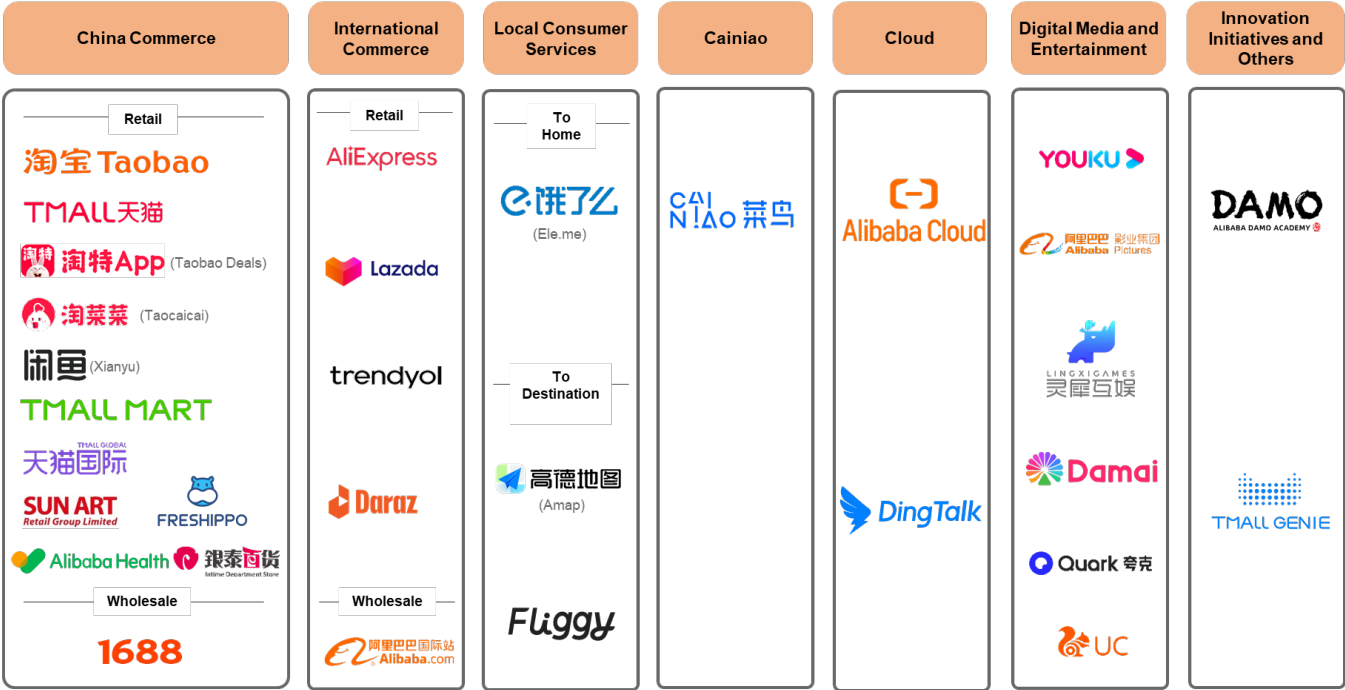 China Commerce
International
Commerce
Local Consumer
Services
Cainiao
Cloud
Digital Media and
Entertainment
Innovation
Initiatives and
Others
Retail
淘宝 Taobao
TMALL天猫
淘特
淘特App (Taobao Deals)
淘菜菜 (Taocaicai)
闲鱼 (Xianyu)
TMALL MART
TMALL GLOBAL
天猫国际
SUN ART
Retail Group Limited
FRESHIPPO
Alibaba Health
银泰百货
Intime Department Store
Wholesale
1688
Retail
AliExpress
Lazada
trendyol
Daraz
Wholesale
阿里巴巴国际站
Alibaba.com
To
Home
饿了么
(Ele.me)
To
Destination
高德地图
(Amap)
Fliggy
CAI
NIAO 菜鸟
Alibaba Cloud
DingTalk
YOUKU
阿里巴巴 影业集团
Alibaba Pictures
LINGXIGAMES
灵犀互娱
Damai
Quark 夸克
UC
DAMO
ALIBABA DAMO ACADEMY
TMALL GENIE